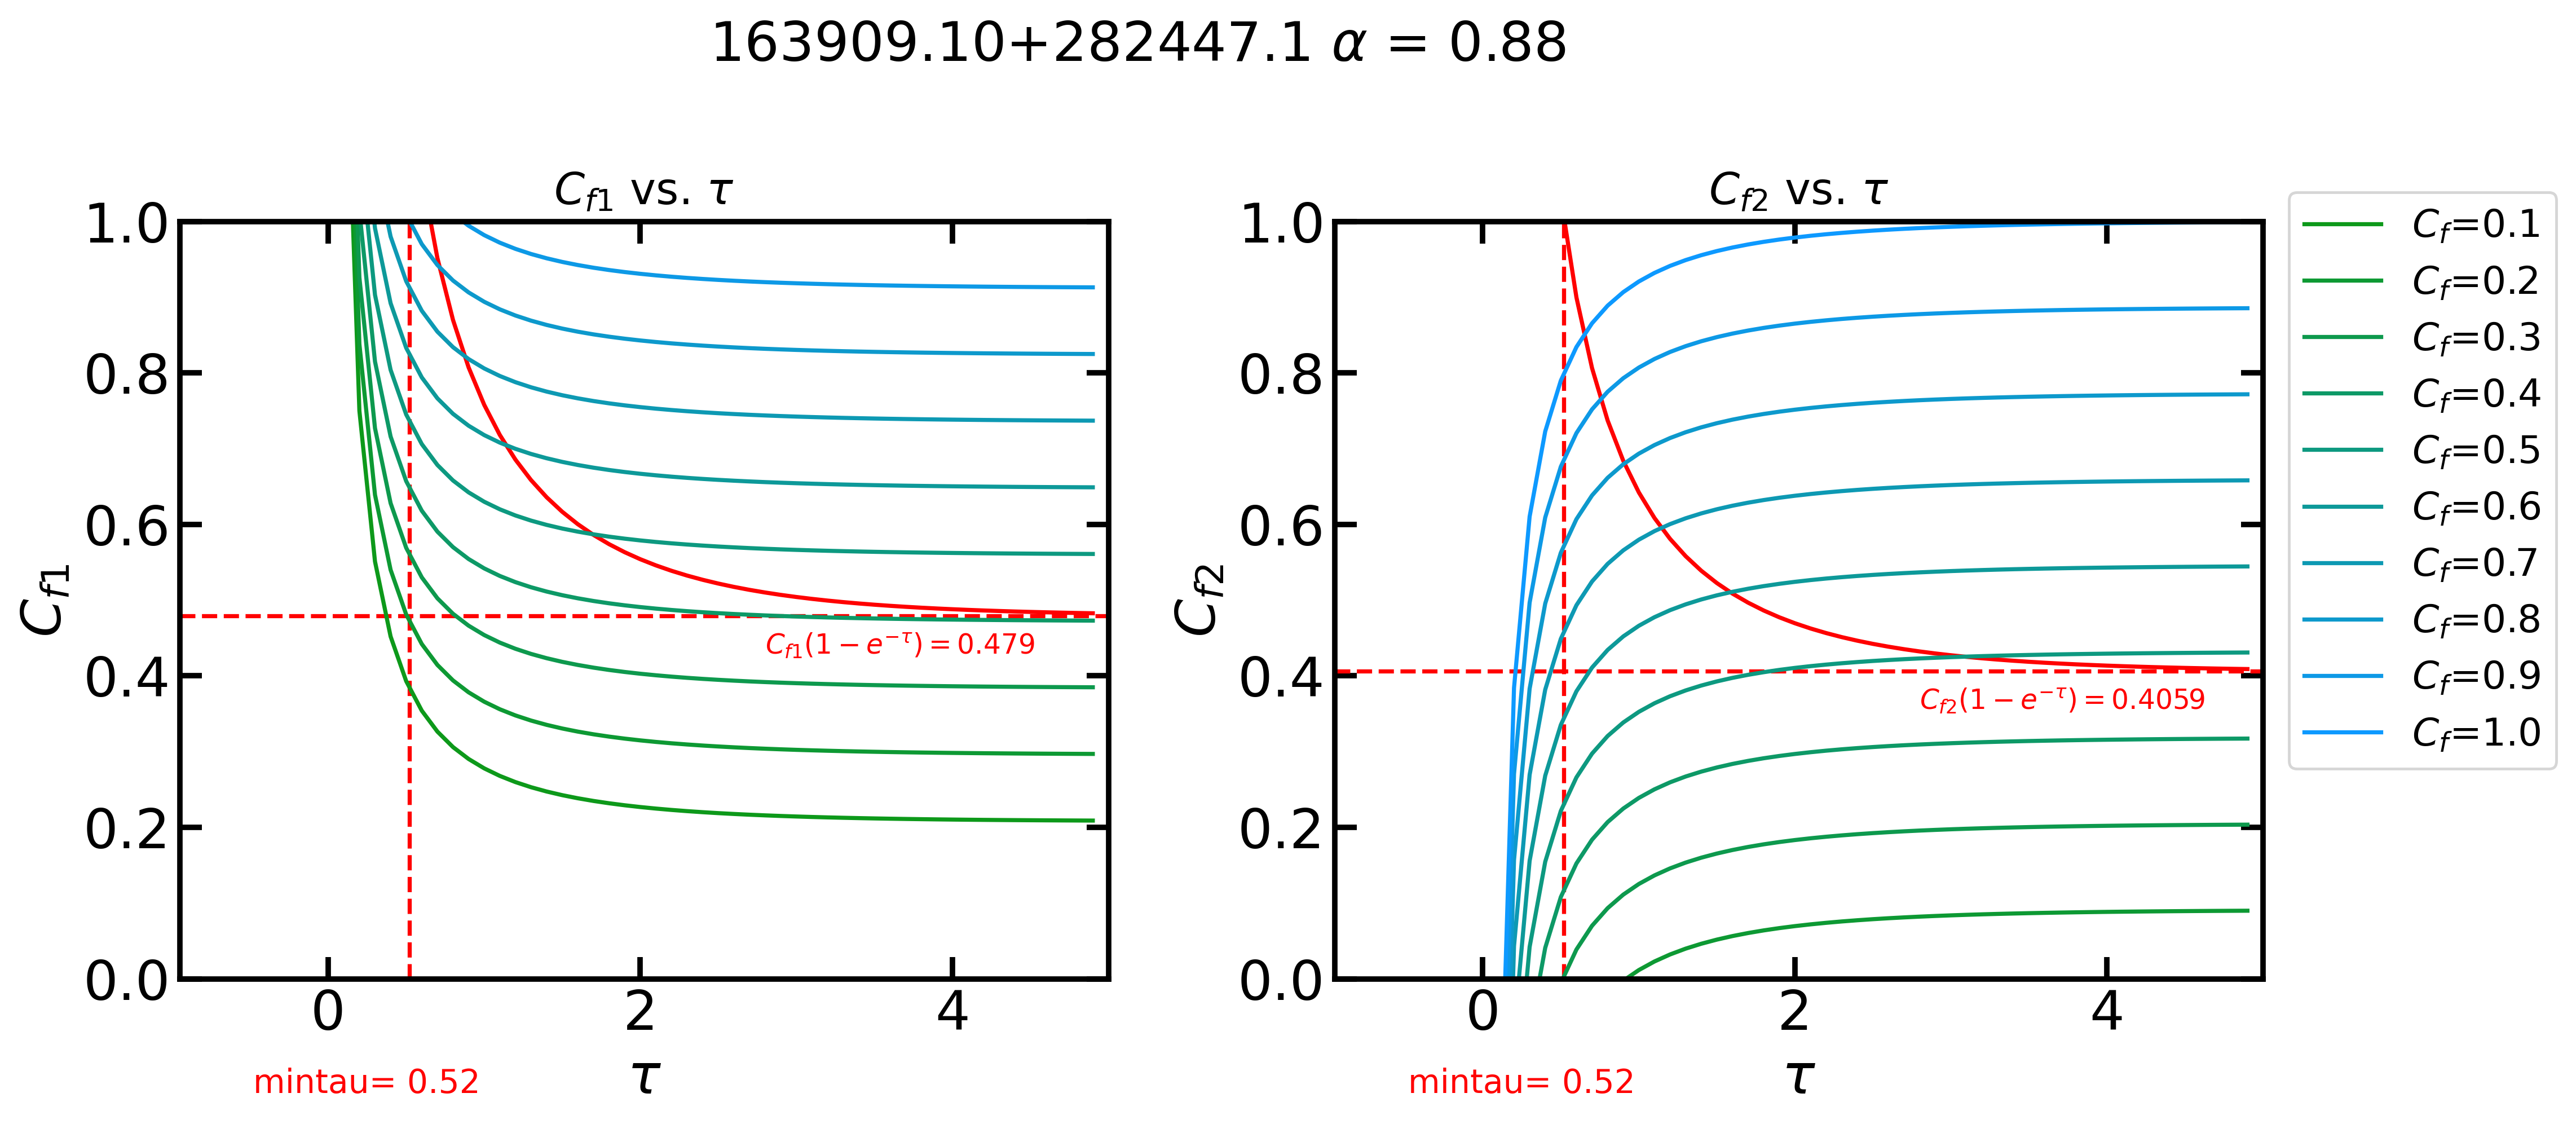 163909.10+282447.1 α = 0.88
C_{f1} vs. τ
1.0
0.8
0.6
0.4
0.2
0.0
C_{f1}
C_{f1}(1 − e^{−τ}) = 0.479
0
2
4
τ
mintau= 0.52
C_{f2} vs. τ
1.0
0.8
0.6
0.4
0.2
0.0
C_{f2}
C_{f2}(1 − e^{−τ}) = 0.4059
0
2
4
τ
mintau= 0.52
C_f=0.1
C_f=0.2
C_f=0.3
C_f=0.4
C_f=0.5
C_f=0.6
C_f=0.7
C_f=0.8
C_f=0.9
C_f=1.0